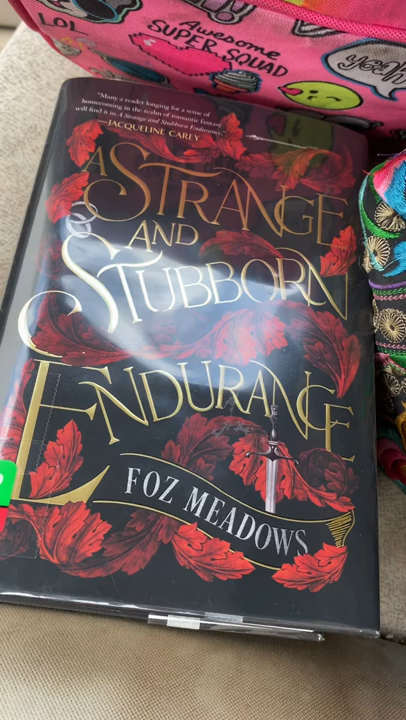 LOL
Awesome
SUPER SQUAD
yeah!
"Many a reader longing for a sense of
homecoming in the realm of romantic fantasy
will find it in A Strange and Stubborn Endurance."
—JACQUELINE CAREY
A STRANGE
AND
STUBBORN
ENDURANCE
FOZ MEADOWS